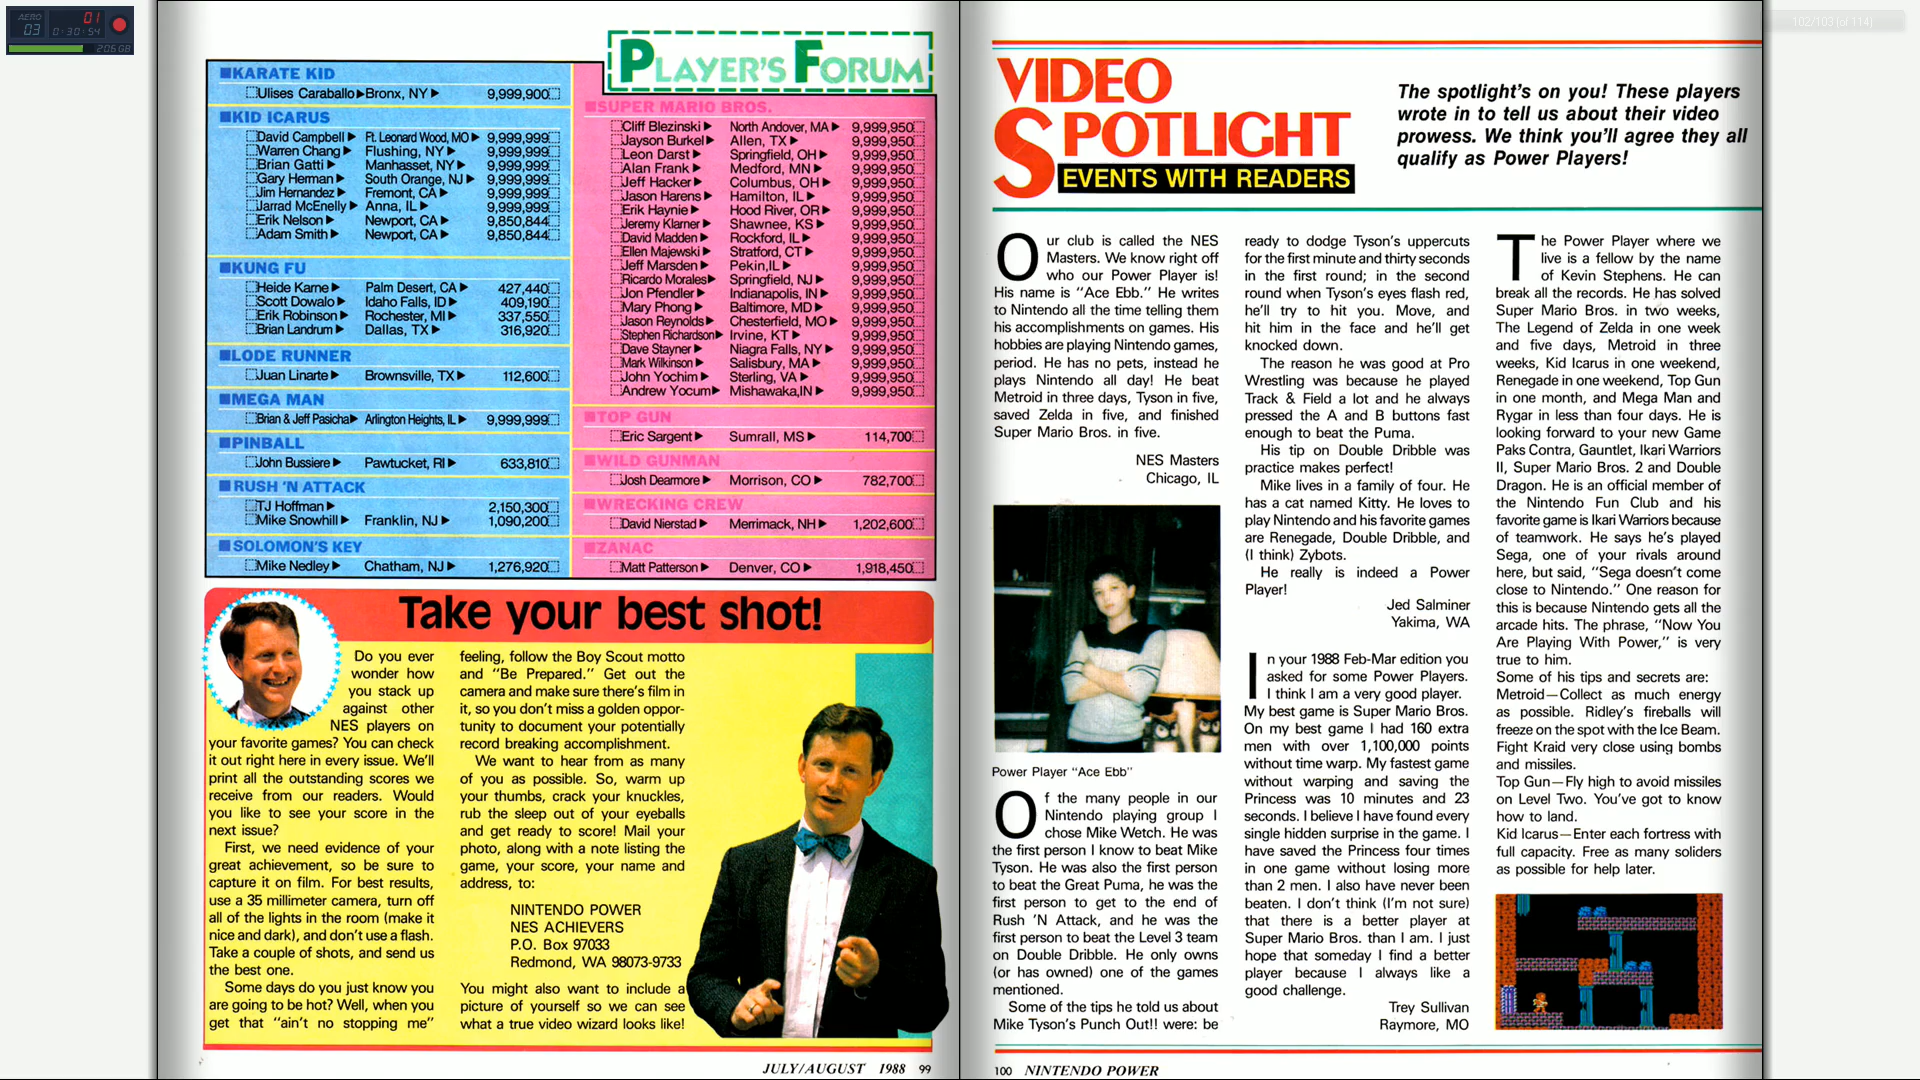 AERO
03
01
0:30:54
205GB
102/103 (of 114)
PLAYER'S FORUM
KARATE KID
Ulises Caraballo Bronx, NY 9,999,900
KID ICARUS
David Campbell Ft. Leonard Wood, MO 9,999,999
Warren Chang Flushing, NY 9,999,999
Brian Gatti Manhasset, NY 9,999,999
Gary Herman South Orange, NJ 9,999,999
Jim Hernandez Fremont, CA 9,999,999
Jarrad McEnelly Anna, IL 9,999,999
Erik Nelson Newport, CA 9,850,844
Adam Smith Newport, CA 9,850,844
KUNG FU
Heide Karne Palm Desert, CA 427,440
Scott Dowalo Idaho Falls, ID 409,190
Erik Robinson Rochester, MI 337,550
Brian Landrum Dallas, TX 316,920
LODE RUNNER
Juan Linarte Brownsville, TX 112,600
MEGA MAN
Brian & Jeff Pasicha Arlington Heights, IL 9,999,999
PINBALL
John Bussiere Pawtucket, RI 633,810
RUSH 'N ATTACK
TJ Hoffman 2,150,300
Mike Snowhill Franklin, NJ 1,090,200
SOLOMON'S KEY
Mike Nedley Chatham, NJ 1,276,920
SUPER MARIO BROS.
Cliff Blezinski North Andover, MA 9,999,950
Jayson Burkel Allen, TX 9,999,950
Leon Darst Springfield, OH 9,999,950
Alan Frank Medford, MN 9,999,950
Jeff Hacker Columbus, OH 9,999,950
Jason Harens Hamilton, IL 9,999,950
Erik Haynie Hood River, OR 9,999,950
Jeremy Klarner Shawnee, KS 9,999,950
David Madden Rockford, IL 9,999,950
Ellen Majewski Stratford, CT 9,999,950
Jeff Marsden Pekin,IL 9,999,950
Ricardo Morales Springfield, NJ 9,999,950
Jon Pfendler Indianapolis, IN 9,999,950
Mary Phong Baltimore, MD 9,999,950
Jason Reynolds Chesterfield, MO 9,999,950
Stephen Richardson Irvine, KT 9,999,950
Dave Stayner Niagra Falls, NY 9,999,950
Mark Wilkinson Salisbury, MA 9,999,950
John Yochim Sterling, VA 9,999,950
Andrew Yocum Mishawaka,IN 9,999,950
TOP GUN
Eric Sargent Sumrall, MS 114,700
WILD GUNMAN
Josh Dearmore Morrison, CO 782,700
WRECKING CREW
David Nierstad Merrimack, NH 1,202,600
ZANAC
Matt Patterson Denver, CO 1,918,450
Take your best shot!
Do you ever
wonder how
you stack up
against other
NES players on
your favorite games? You can check
it out right here in every issue. We'll
print all the outstanding scores we
receive from our readers. Would
you like to see your score in the
next issue?
First, we need evidence of your
great achievement, so be sure to
capture it on film. For best results,
use a 35 millimeter camera, turn off
all of the lights in the room (make it
nice and dark), and don't use a flash.
Take a couple of shots, and send us
the best one.
Some days do you just know you
are going to be hot? Well, when you
get that "ain't no stopping me"
feeling, follow the Boy Scout motto
and "Be Prepared." Get out the
camera and make sure there's film in
it, so you don't miss a golden oppor-
tunity to document your potentially
record breaking accomplishment.
We want to hear from as many
of you as possible. So, warm up
your thumbs, crack your knuckles,
rub the sleep out of your eyeballs
and get ready to score! Mail your
photo, along with a note listing the
game, your score, your name and
address, to:
NINTENDO POWER
NES ACHIEVERS
P.O. Box 97033
Redmond, WA 98073-9733
You might also want to include a
picture of yourself so we can see
what a true video wizard looks like!
JULY/AUGUST 1988 99
VIDEO
SPOTLIGHT
EVENTS WITH READERS
The spotlight's on you! These players
wrote in to tell us about their video
prowess. We think you'll agree they all
qualify as Power Players!
Our club is called the NES
Masters. We know right off
who our Power Player is!
His name is "Ace Ebb." He writes
to Nintendo all the time telling them
his accomplishments on games. His
hobbies are playing Nintendo games,
period. He has no pets, instead he
plays Nintendo all day! He beat
Metroid in three days, Tyson in five,
saved Zelda in five, and finished
Super Mario Bros. in five.
NES Masters
Chicago, IL
Power Player "Ace Ebb"
Of the many people in our
Nintendo playing group I
chose Mike Wetch. He was
the first person I know to beat Mike
Tyson. He was also the first person
to beat the Great Puma, he was the
first person to get to the end of
Rush 'N Attack, and he was the
first person to beat the Level 3 team
on Double Dribble. He only owns
(or has owned) one of the games
mentioned.
Some of the tips he told us about
Mike Tyson's Punch Out!! were: be
ready to dodge Tyson's uppercuts
for the first minute and thirty seconds
in the first round; in the second
round when Tyson's eyes flash red,
he'll try to hit you. Move, and
hit him in the face and he'll get
knocked down.
The reason he was good at Pro
Wrestling was because he played
Track & Field a lot and he always
pressed the A and B buttons fast
enough to beat the Puma.
His tip on Double Dribble was
practice makes perfect!
Mike lives in a family of four. He
has a cat named Kitty. He loves to
play Nintendo and his favorite games
are Renegade, Double Dribble, and
(I think) Zybots.
He really is indeed a Power
Player!
Jed Salminer
Yakima, WA
In your 1988 Feb-Mar edition you
asked for some Power Players.
I think I am a very good player.
My best game is Super Mario Bros.
On my best game I had 160 extra
men with over 1,100,000 points
without time warp. My fastest game
without warping and saving the
Princess was 10 minutes and 23
seconds. I believe I have found every
single hidden surprise in the game. I
have saved the Princess four times
in one game without losing more
than 2 men. I also have never been
beaten. I don't think (I'm not sure)
that there is a better player at
Super Mario Bros. than I am. I just
hope that someday I find a better
player because I always like a
good challenge.
Trey Sullivan
Raymore, MO
The Power Player where we
live is a fellow by the name
of Kevin Stephens. He can
break all the records. He has solved
Super Mario Bros. in two weeks,
The Legend of Zelda in one week
and five days, Metroid in three
weeks, Kid Icarus in one weekend,
Renegade in one weekend, Top Gun
in one month, and Mega Man and
Rygar in less than four days. He is
looking forward to your new Game
Paks Contra, Gauntlet, Ikari Warriors
II, Super Mario Bros. 2 and Double
Dragon. He is an official member of
the Nintendo Fun Club and his
favorite game is Ikari Warriors because
of teamwork. He says he's played
Sega, one of your rivals around
here, but said, "Sega doesn't come
close to Nintendo." One reason for
this is because Nintendo gets all the
arcade hits. The phrase, "Now You
Are Playing With Power," is very
true to him.
Some of his tips and secrets are:
Metroid—Collect as much energy
as possible. Ridley's fireballs will
freeze on the spot with the Ice Beam.
Fight Kraid very close using bombs
and missiles.
Top Gun—Fly high to avoid missiles
on Level Two. You've got to know
how to land.
Kid Icarus—Enter each fortress with
full capacity. Free as many soliders
as possible for help later.
100 NINTENDO POWER